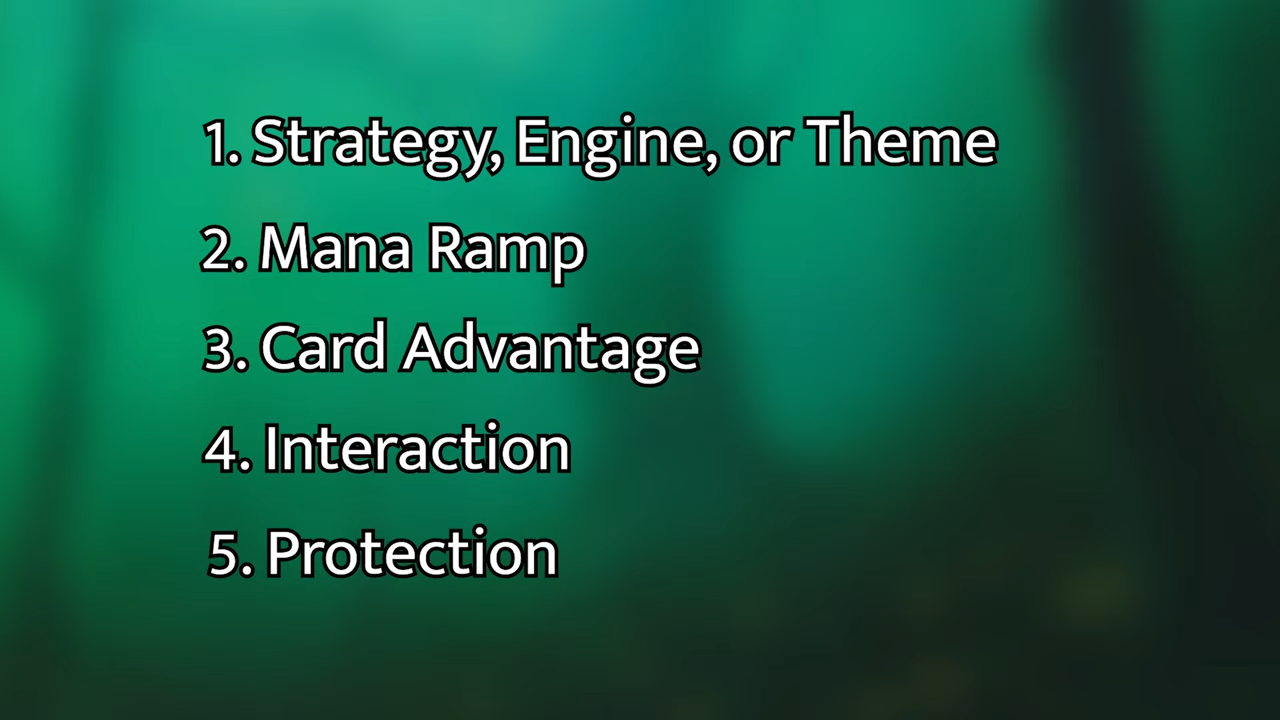 1. Strategy, Engine, or Theme
2. Mana Ramp
3. Card Advantage
4. Interaction
5. Protection